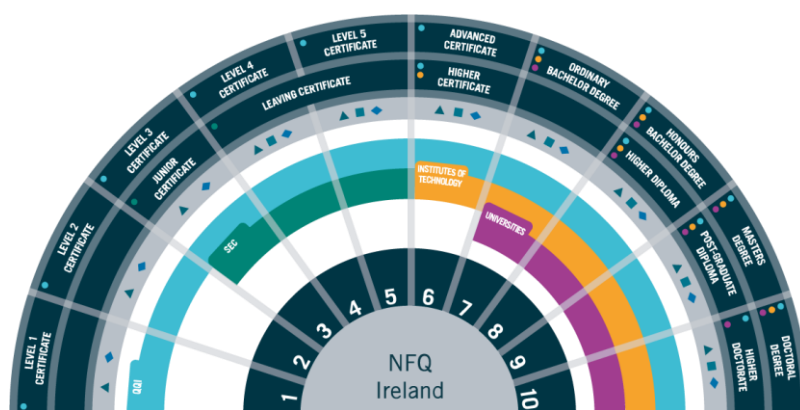 LEVEL 1
CERTIFICATE
LEVEL 2
CERTIFICATE
LEVEL 3
CERTIFICATE
JUNIOR
CERTIFICATE
LEVEL 4
CERTIFICATE
LEVEL 5
CERTIFICATE
LEAVING CERTIFICATE
ADVANCED
CERTIFICATE
HIGHER
CERTIFICATE
ORDINARY
BACHELOR DEGREE
HONOURS
BACHELOR DEGREE
HIGHER DIPLOMA
MASTERS
DEGREE
POST-GRADUATE
DIPLOMA
DOCTORAL
DEGREE
HIGHER
DOCTORATE
QQI
SEC
INSTITUTES OF
TECHNOLOGY
UNIVERSITIES
1
2
3
4
5
6
7
8
9
10
NFQ
Ireland